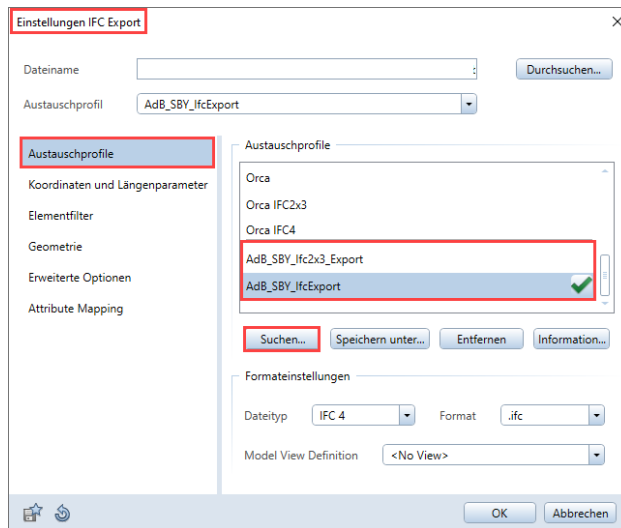 Einstellungen IFC Export
Dateiname
:
Durchsuchen...
Austauschprofil
AdB_SBY_IfcExport
Austauschprofile
Koordinaten und Längenparameter
Elementfilter
Geometrie
Erweiterte Optionen
Attribute Mapping
Austauschprofile
Orca
Orca IFC2x3
Orca IFC4
AdB_SBY_Ifc2x3_Export
AdB_SBY_IfcExport
Suchen...
Speichern unter...
Entfernen
Information...
Formateinstellungen
Dateityp
IFC 4
Format
.ifc
Model View Definition
<No View>
OK
Abbrechen